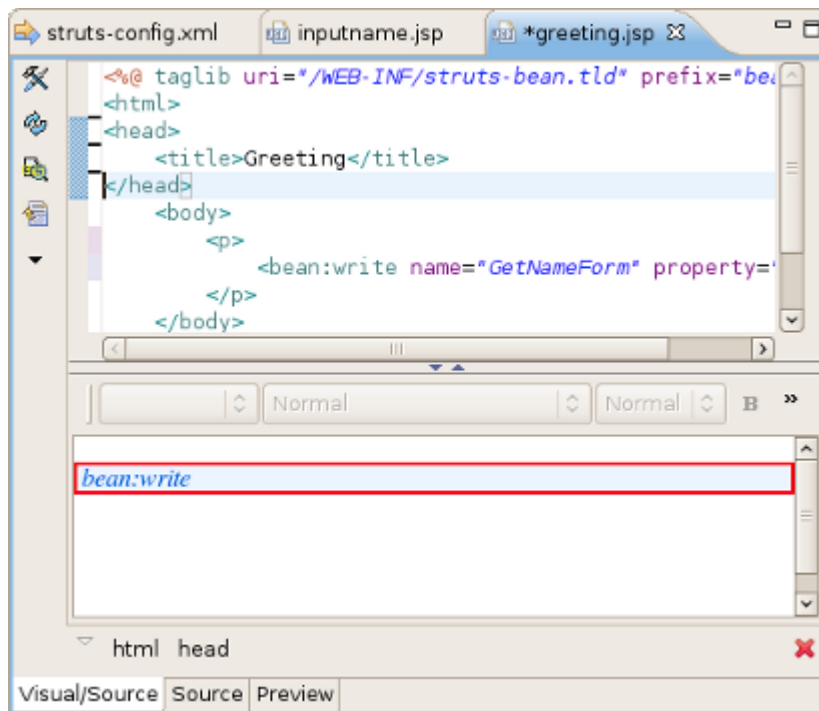 struts-config.xml inputname.jsp *greeting.jsp
<%@ taglib uri="/WEB-INF/struts-bean.tld" prefix="bea
<html>
<head>
<title>Greeting</title>
</head>
<body>
<p>
<bean:write name="GetNameForm" property="
</p>
</body>
Normal Normal B »
bean:write
html head
Visual/Source Source Preview